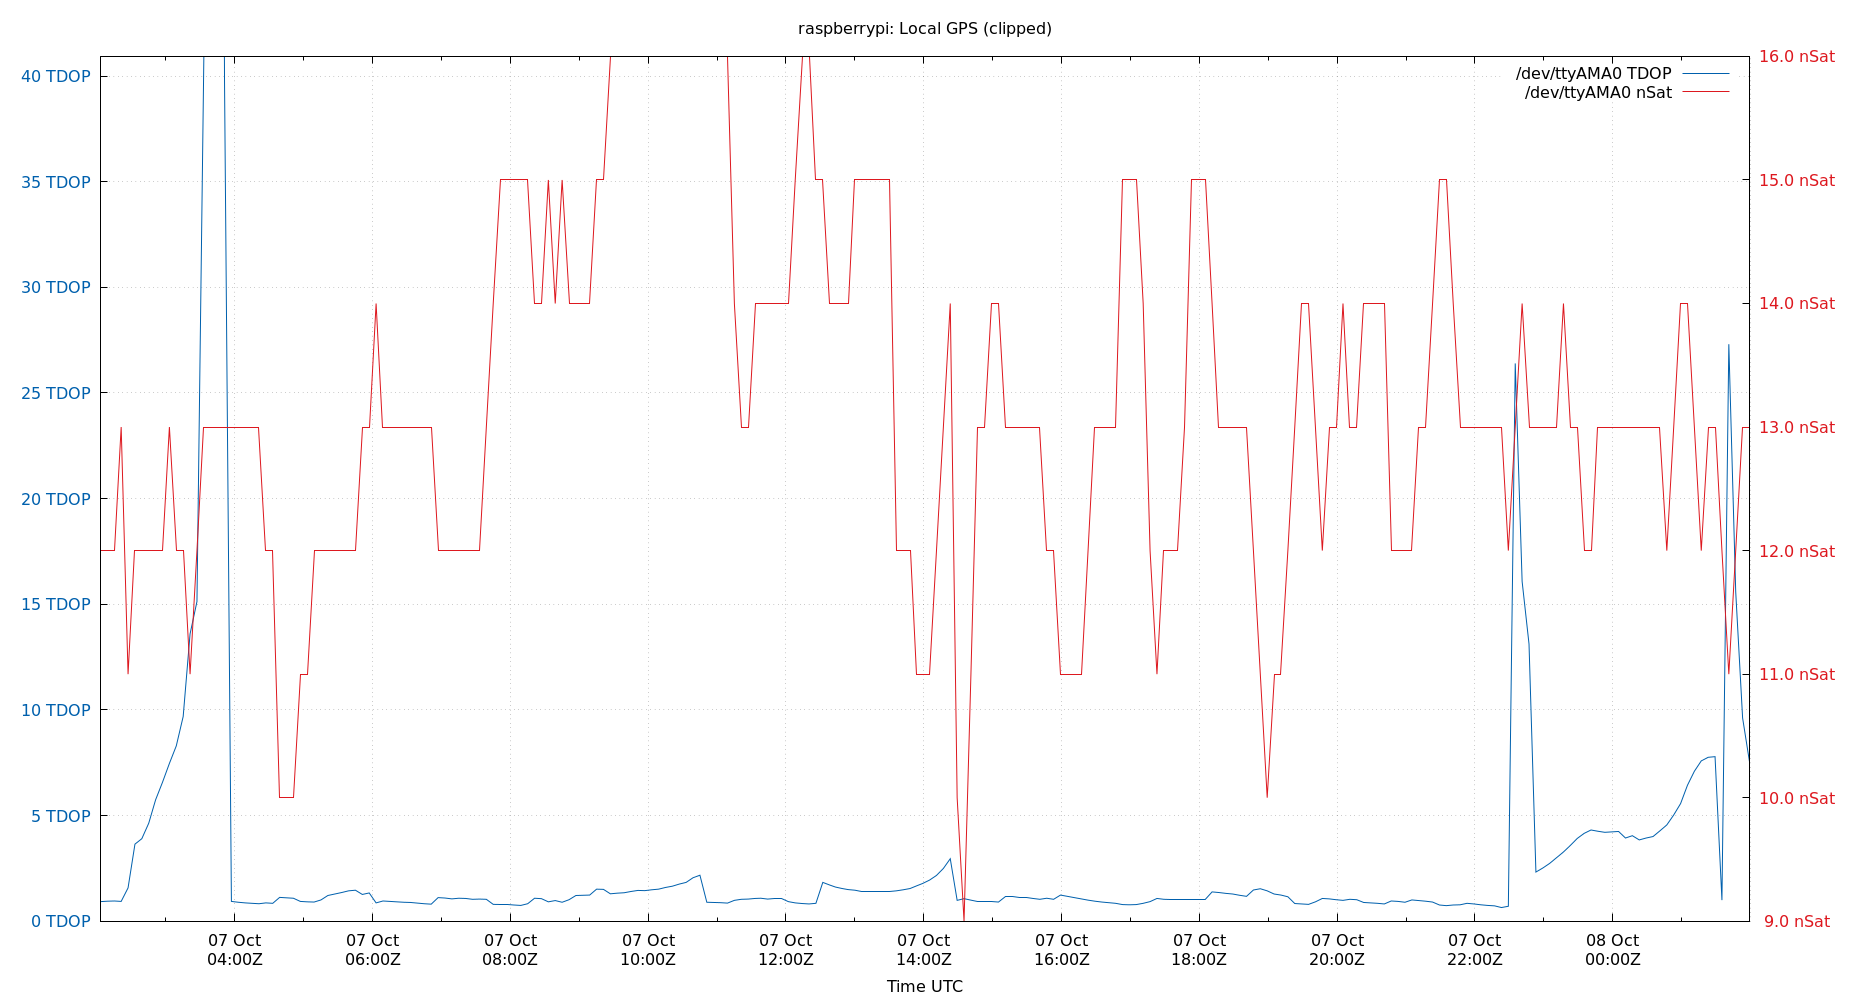 raspberrypi: Local GPS (clipped)
/dev/ttyAMA0 TDOP
/dev/ttyAMA0 nSat
40 TDOP
35 TDOP
30 TDOP
25 TDOP
20 TDOP
15 TDOP
10 TDOP
5 TDOP
0 TDOP
16.0 nSat
15.0 nSat
14.0 nSat
13.0 nSat
12.0 nSat
11.0 nSat
10.0 nSat
9.0 nSat
07 Oct 07 Oct 07 Oct 07 Oct 07 Oct 07 Oct 07 Oct 07 Oct 07 Oct 07 Oct 08 Oct
04:00Z 06:00Z 08:00Z 10:00Z 12:00Z 14:00Z 16:00Z 18:00Z 20:00Z 22:00Z 00:00Z
Time UTC